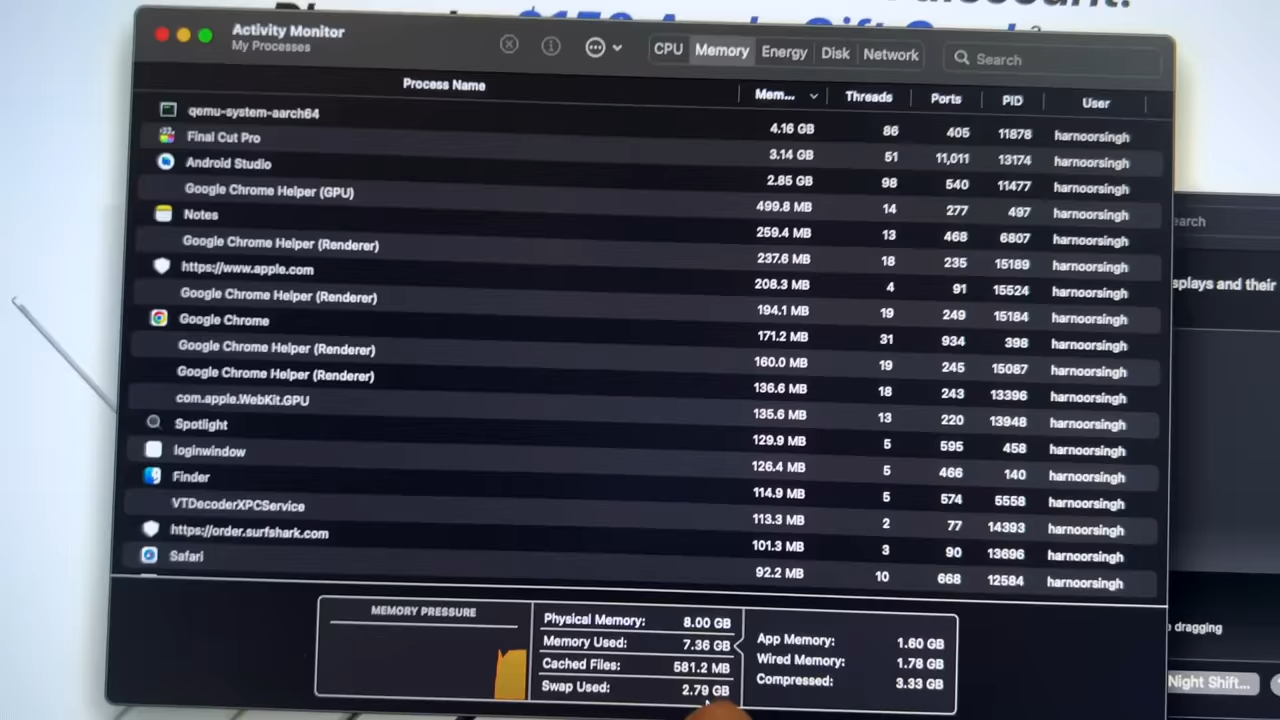 Activity Monitor
My Processes
CPU Memory Energy Disk Network
Search
Process Name Mem... Threads Ports PID User
qemu-system-aarch64 4.16 GB 86 405 11878 harnoorsingh
Final Cut Pro 3.14 GB 51 11,011 13174 harnoorsingh
Android Studio 2.85 GB 98 540 11477 harnoorsingh
Google Chrome Helper (GPU) 499.8 MB 14 277 497 harnoorsingh
Notes 259.4 MB 13 468 6807 harnoorsingh
Google Chrome Helper (Renderer) 237.6 MB 18 235 15189 harnoorsingh
https://www.apple.com 208.3 MB 4 91 15524 harnoorsingh
Google Chrome Helper (Renderer) 194.1 MB 19 249 15184 harnoorsingh
Google Chrome 171.2 MB 31 934 398 harnoorsingh
Google Chrome Helper (Renderer) 160.0 MB 19 245 15087 harnoorsingh
Google Chrome Helper (Renderer) 136.6 MB 18 243 13396 harnoorsingh
com.apple.WebKit.GPU 135.6 MB 13 220 13948 harnoorsingh
Spotlight 129.9 MB 5 595 458 harnoorsingh
loginwindow 126.4 MB 5 466 140 harnoorsingh
Finder 114.9 MB 5 574 5558 harnoorsingh
VTDecoderXPCService 113.3 MB 2 77 14393 harnoorsingh
https://order.surfshark.com 101.3 MB 3 90 13696 harnoorsingh
Safari 92.2 MB 10 668 12584 harnoorsingh
MEMORY PRESSURE
Physical Memory: 8.00 GB
Memory Used: 7.36 GB
Cached Files: 581.2 MB
Swap Used: 2.79 GB
App Memory: 1.60 GB
Wired Memory: 1.78 GB
Compressed: 3.33 GB
earch
splays and their
dragging
Night Shift...